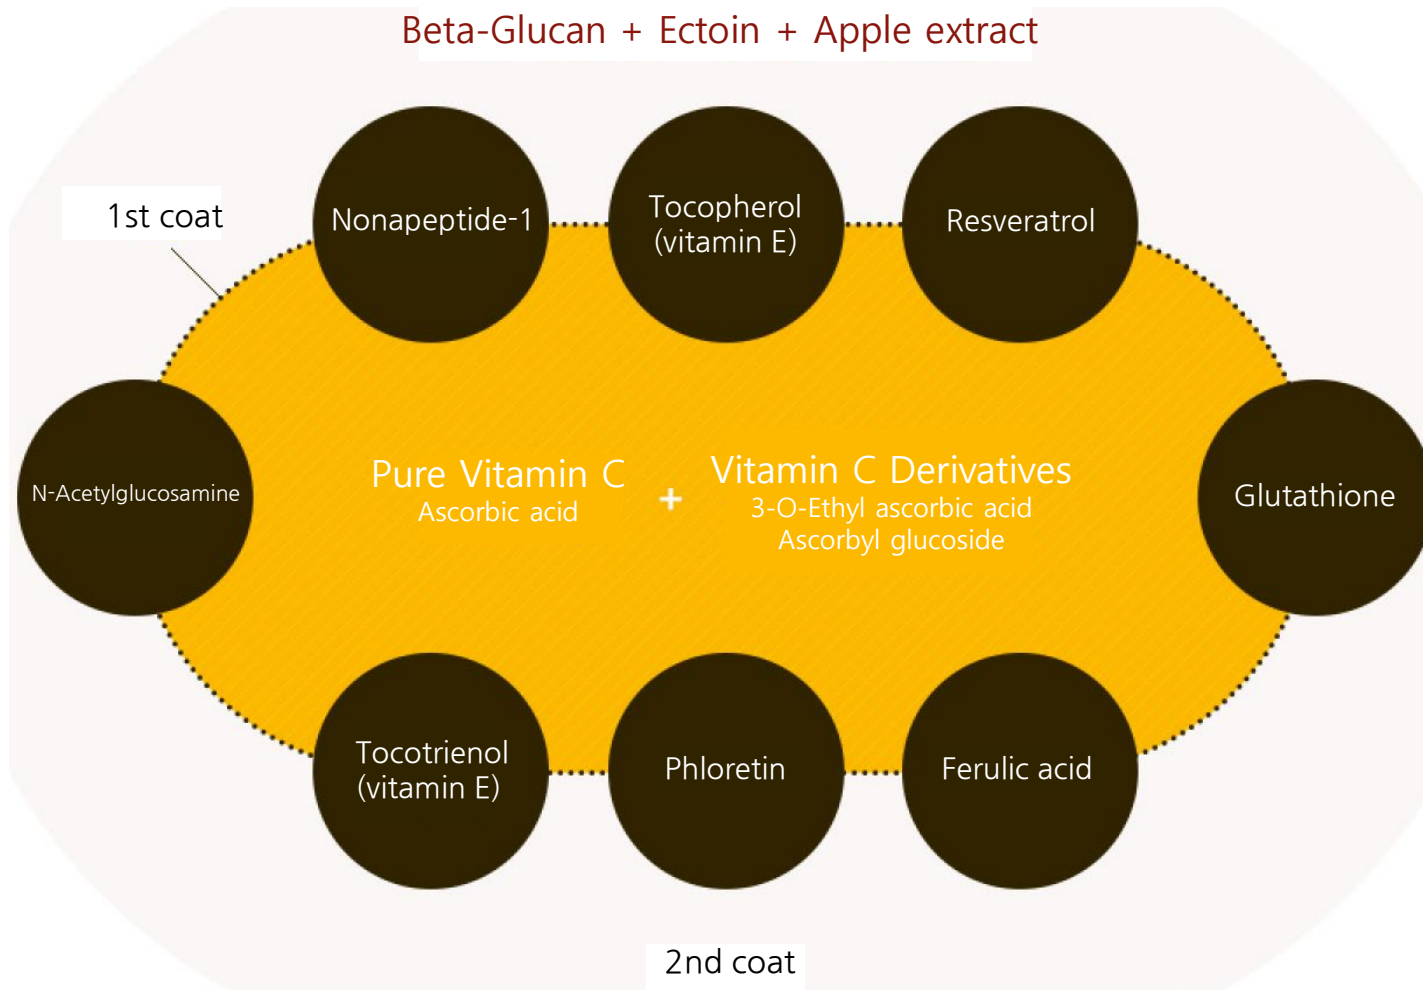 Beta-Glucan + Ectoin + Apple extract
1st coat
Nonapeptide-1
Tocopherol
(vitamin E)
Resveratrol
N-Acetylglucosamine
Pure Vitamin C
Ascorbic acid
+
Vitamin C Derivatives
3-O-Ethyl ascorbic acid
Ascorbyl glucoside
Glutathione
Tocotrienol
(vitamin E)
Phloretin
Ferulic acid
2nd coat